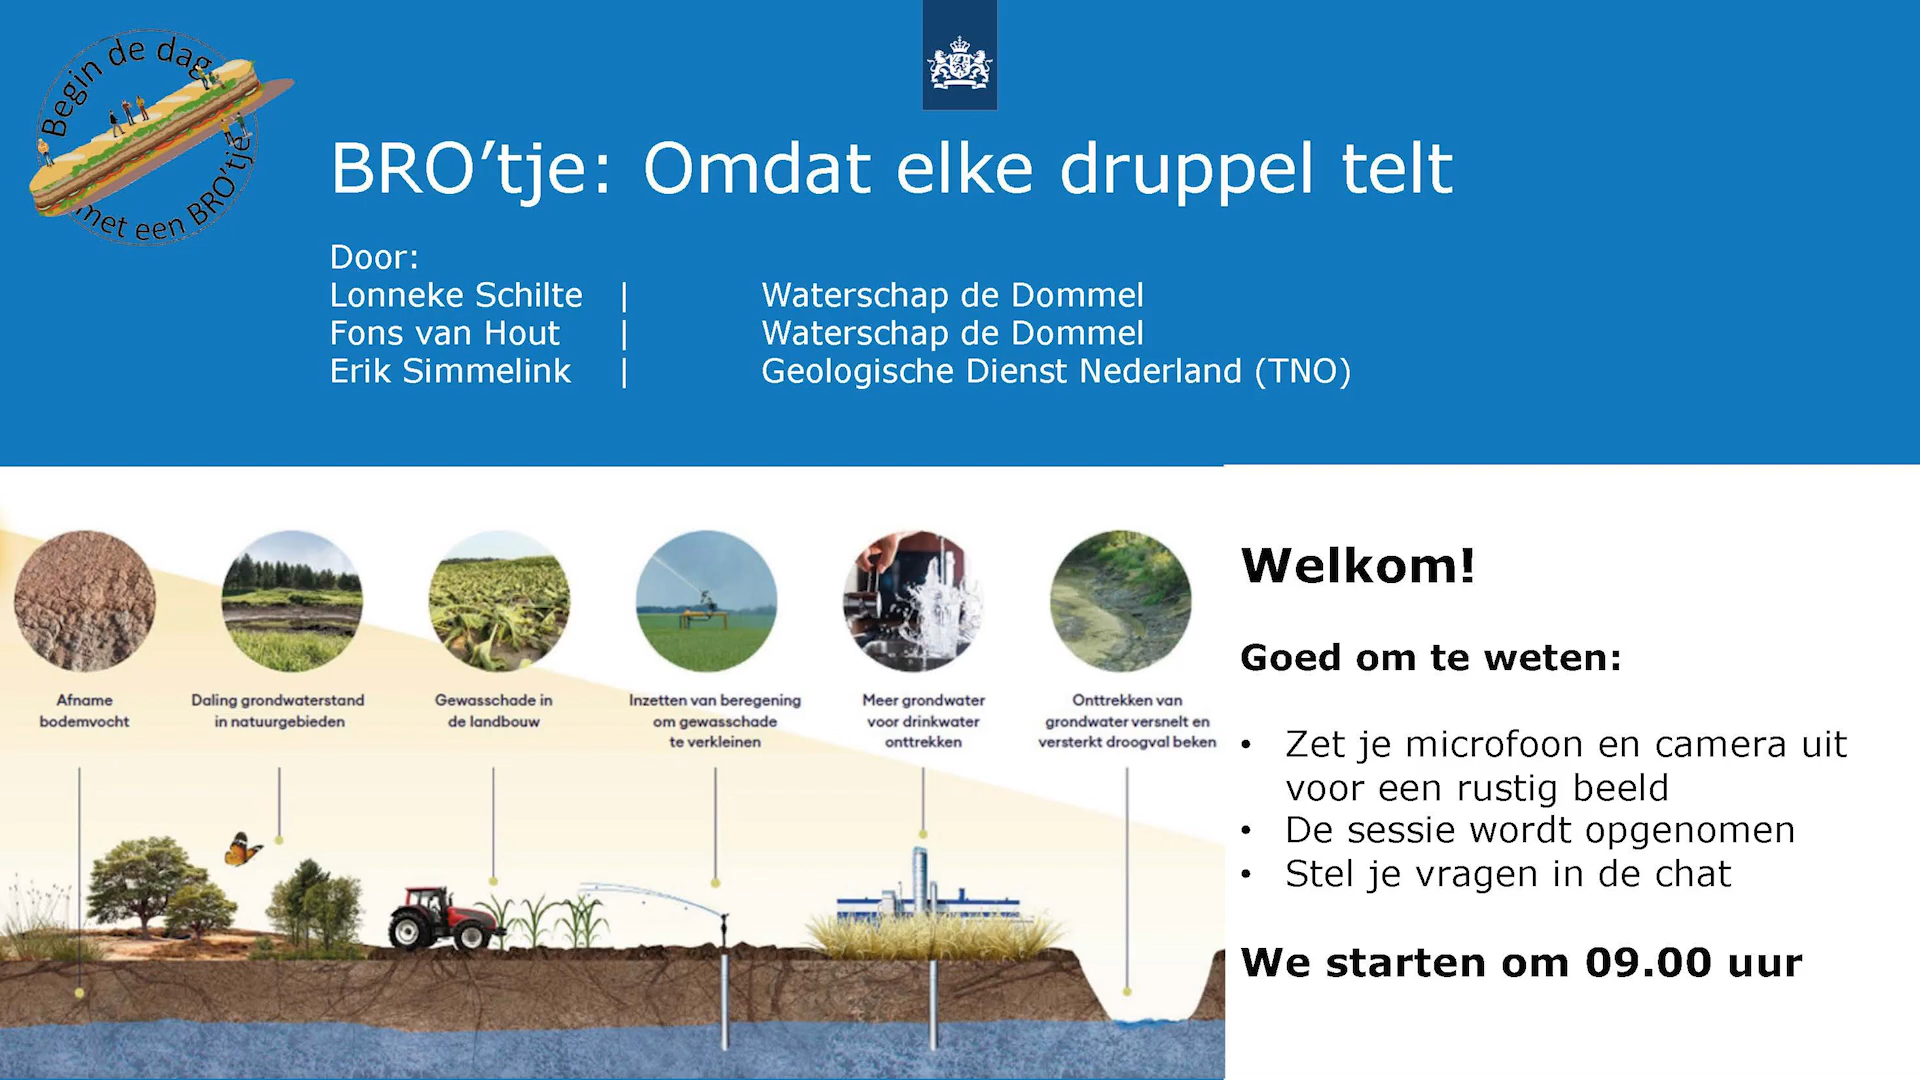 Begin de dag
met een BRO'tje
BRO’tje: Omdat elke druppel telt
Door:
Lonneke Schilte | Waterschap de Dommel
Fons van Hout | Waterschap de Dommel
Erik Simmelink | Geologische Dienst Nederland (TNO)
Afname
bodemvocht
Daling grondwaterstand
in natuurgebieden
Gewasschade in
de landbouw
Inzetten van beregening
om gewasschade
te verkleinen
Meer grondwater
voor drinkwater
onttrekken
Onttrekken van
grondwater versnelt en
versterkt droogval beken
Welkom!
Goed om te weten:
• Zet je microfoon en camera uit
voor een rustig beeld
• De sessie wordt opgenomen
• Stel je vragen in de chat
We starten om 09.00 uur